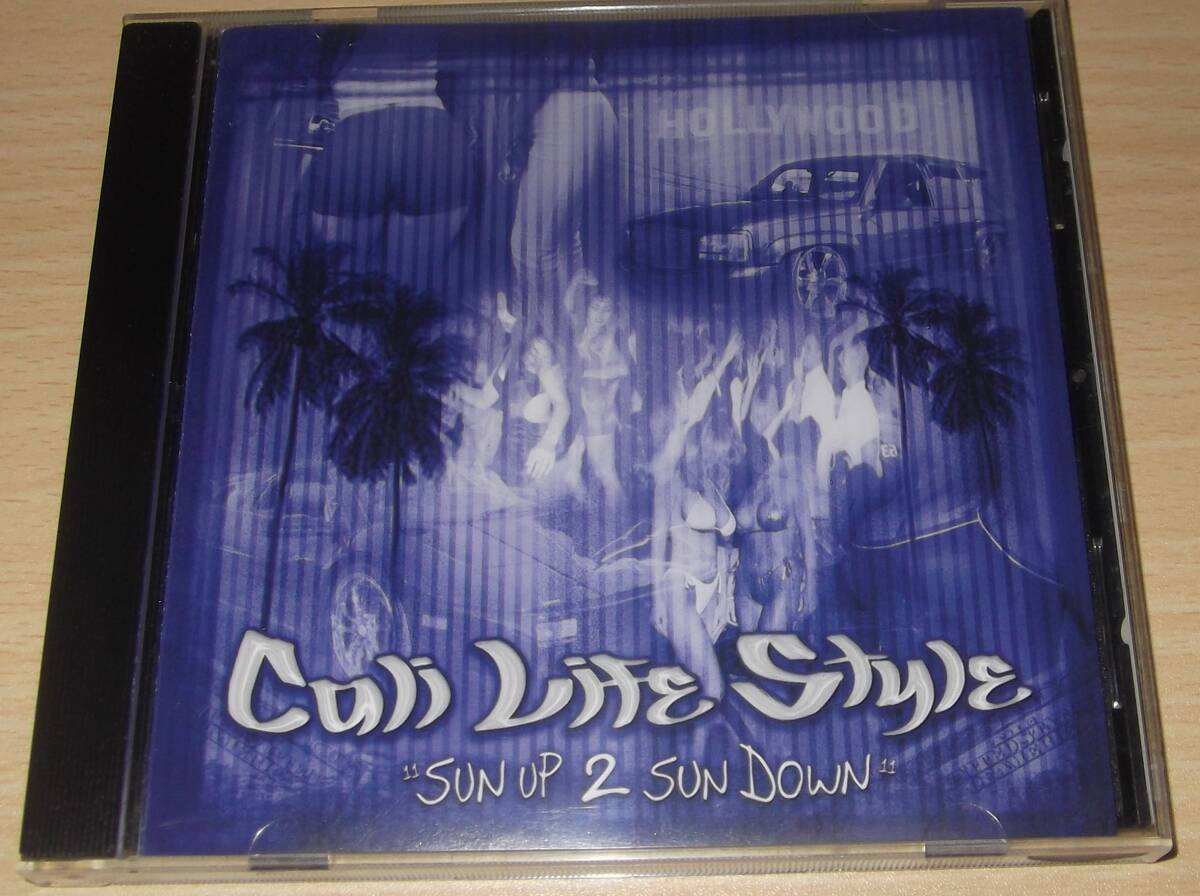 HOLLYWOOD
Cali Life Style
"SUN UP 2 SUN DOWN"